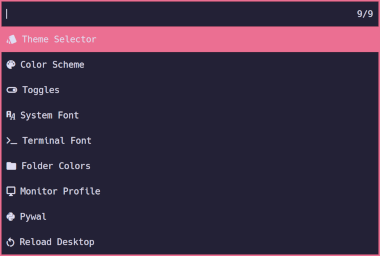 9/9
Theme Selector
Color Scheme
Toggles
System Font
Terminal Font
Folder Colors
Monitor Profile
Pywal
Reload Desktop